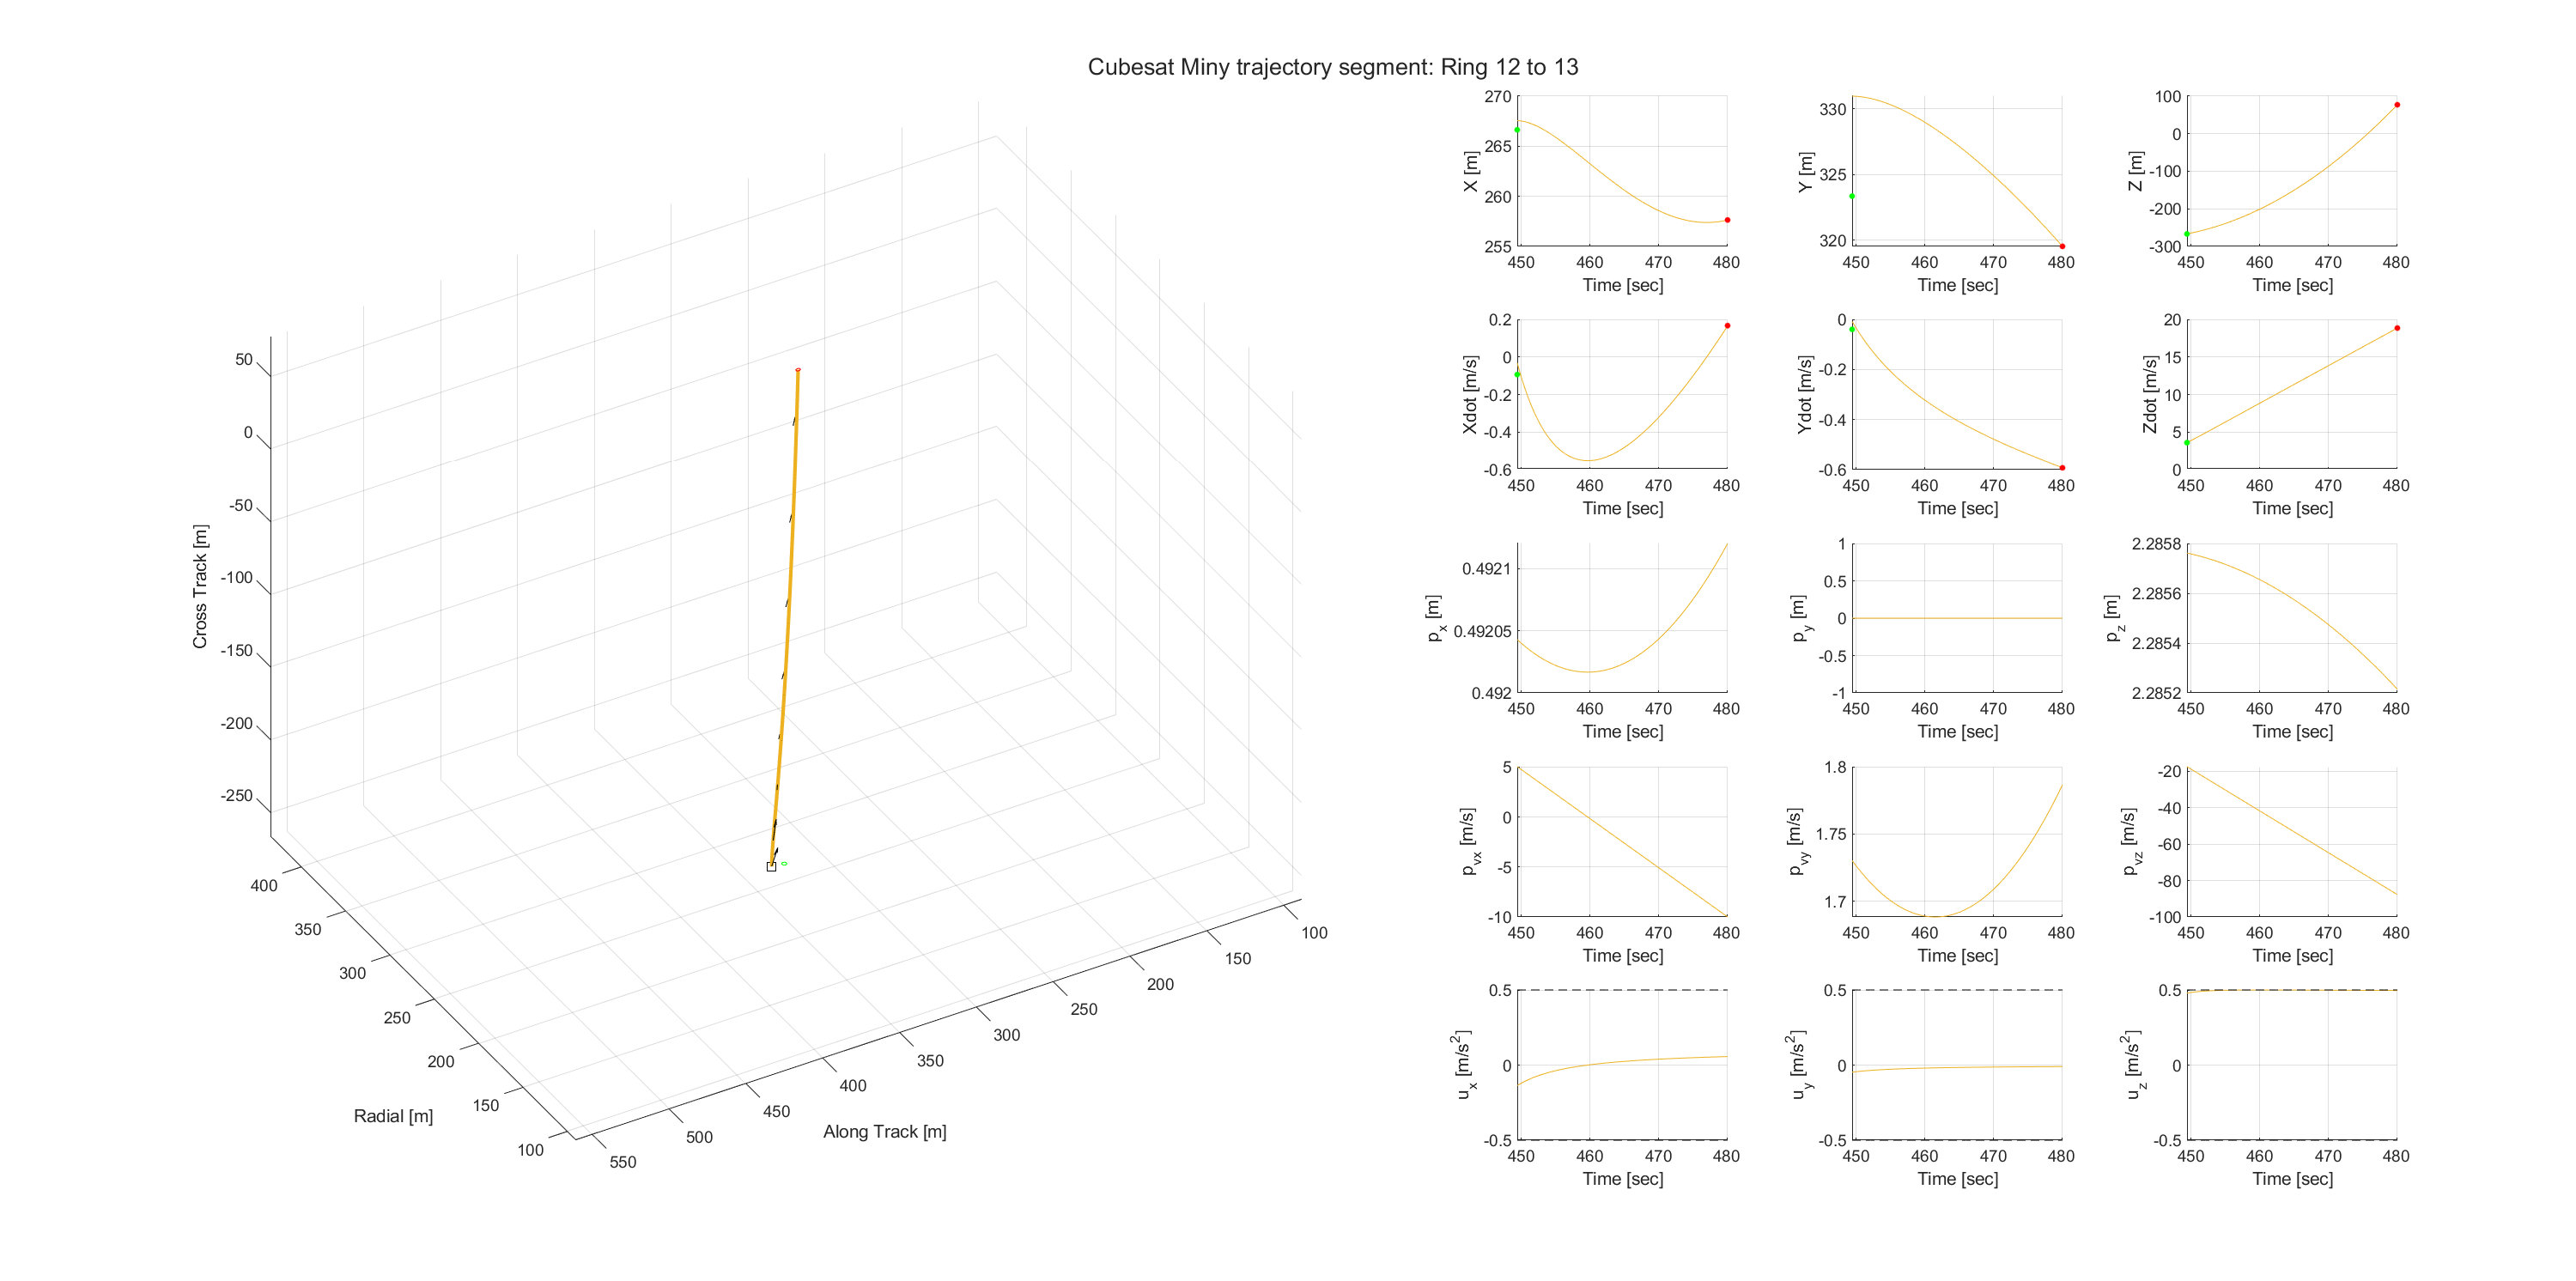 Cubesat Miny trajectory segment: Ring 12 to 13
50
0
-50
-100
-150
-200
-250
Cross Track [m]
400
350
300
250
200
150
100
Radial [m]
550
500
450
400
350
300
250
200
150
100
Along Track [m]
270
265
260
255
X [m]
450 460 470 480
Time [sec]
330
325
320
Y [m]
450 460 470 480
Time [sec]
100
0
-100
-200
-300
Z [m]
450 460 470 480
Time [sec]
0.2
0
-0.2
-0.4
-0.6
Xdot [m/s]
450 460 470 480
Time [sec]
0
-0.2
-0.4
-0.6
Ydot [m/s]
450 460 470 480
Time [sec]
20
15
10
5
0
Zdot [m/s]
450 460 470 480
Time [sec]
0.4921
0.49205
0.492
p_x [m]
450 460 470 480
Time [sec]
1
0.5
0
-0.5
-1
p_y [m]
450 460 470 480
Time [sec]
2.2858
2.2856
2.2854
2.2852
p_z [m]
450 460 470 480
Time [sec]
5
0
-5
-10
p_vx [m/s]
450 460 470 480
Time [sec]
1.8
1.75
1.7
p_vy [m/s]
450 460 470 480
Time [sec]
-20
-40
-60
-80
-100
p_vz [m/s]
450 460 470 480
Time [sec]
0.5
0
-0.5
u_x [m/s²]
450 460 470 480
Time [sec]
0.5
0
-0.5
u_y [m/s²]
450 460 470 480
Time [sec]
0.5
0
-0.5
u_z [m/s²]
450 460 470 480
Time [sec]